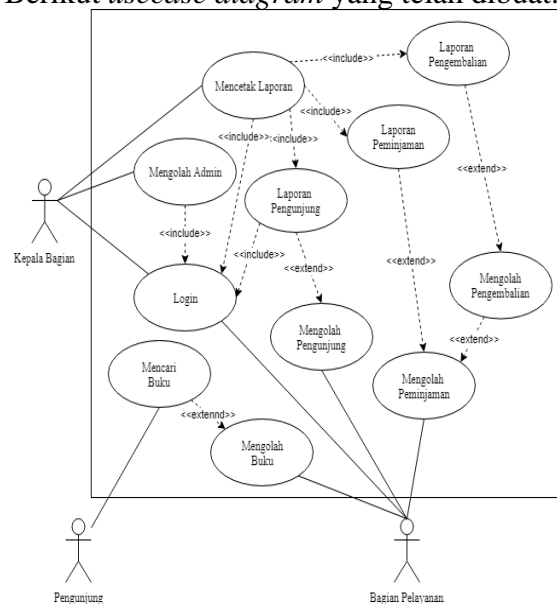 Berikut usecase diagram yang telah dibuat.
Laporan
Pengembalian
<<include>>
Mencetak Laporan
<<include>>
Laporan
Peminjaman
<<include>>
<<include>>
Mengolah Admin
Laporan
Pengunjung
<<extend>>
<<include>>
<<include>>
Kepala Bagian
Login
<<extend>>
<<extend>>
Mengolah
Pengembalian
Mengolah
Pengunjung
<<extend>>
Mencari
Buku
Mengolah
Peminjaman
<<extennd>>
Mengolah
Buku
Pengunjung
Bagian Pelayanan